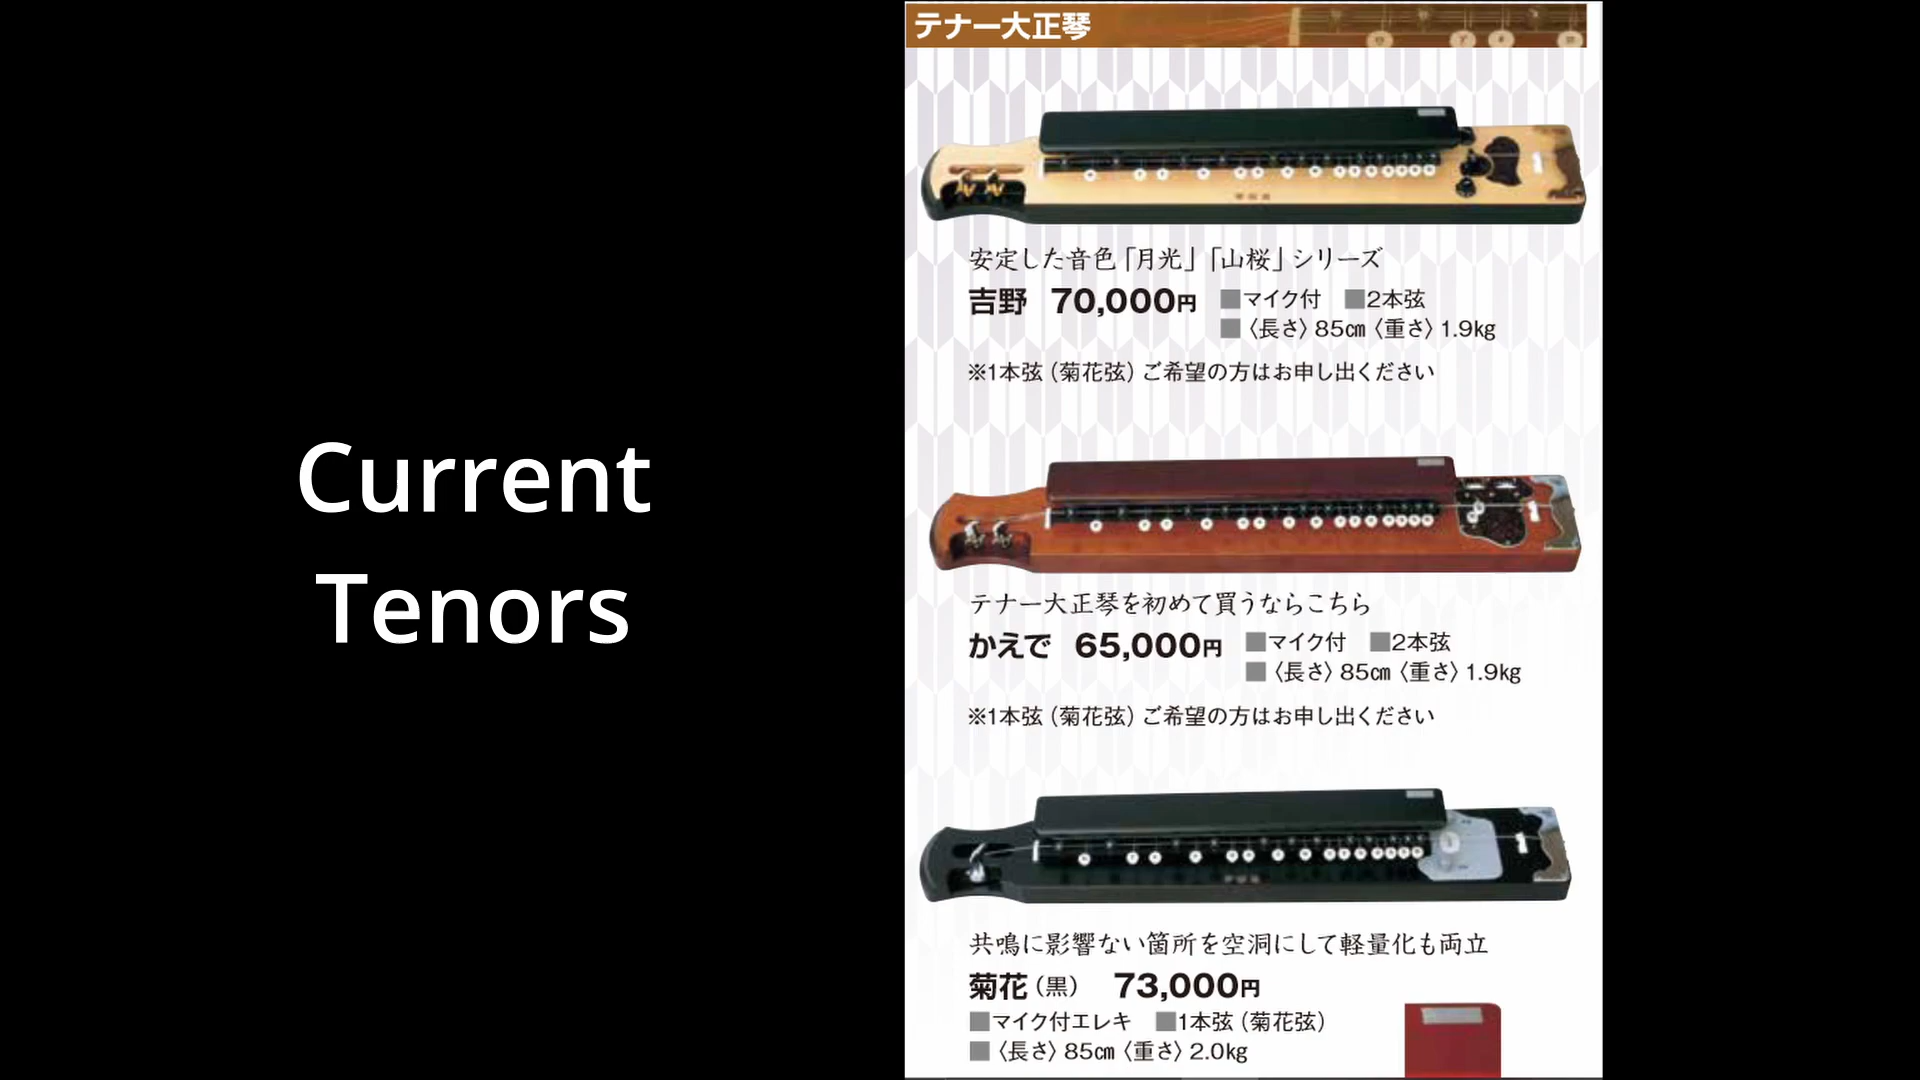 Current
Tenors
テナー大正琴
安定した音色「月光」「山桜」シリーズ
吉野 70,000円 ■マイク付 ■2本弦
■〈長さ〉85㎝〈重さ〉1.9kg
※1本弦（菊花弦）ご希望の方はお申し出ください
テナー大正琴を初めて買うならこちら
かえで 65,000円 ■マイク付 ■2本弦
■〈長さ〉85㎝〈重さ〉1.9kg
※1本弦（菊花弦）ご希望の方はお申し出ください
共鳴に影響ない箇所を空洞にして軽量化も両立
菊花（黒） 73,000円
■マイク付エレキ ■1本弦（菊花弦）
■〈長さ〉85㎝〈重さ〉2.0kg